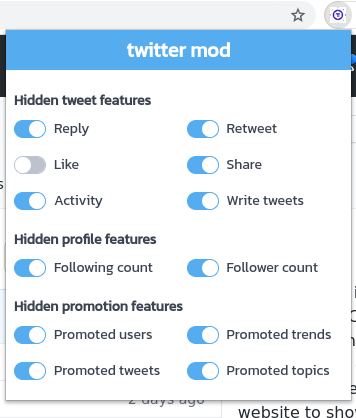 twitter mod
Hidden tweet features
Reply Retweet
Like Share
Activity Write tweets
Hidden profile features
Following count Follower count
Hidden promotion features
Promoted users Promoted trends
Promoted tweets Promoted topics
2 days ago
website to show